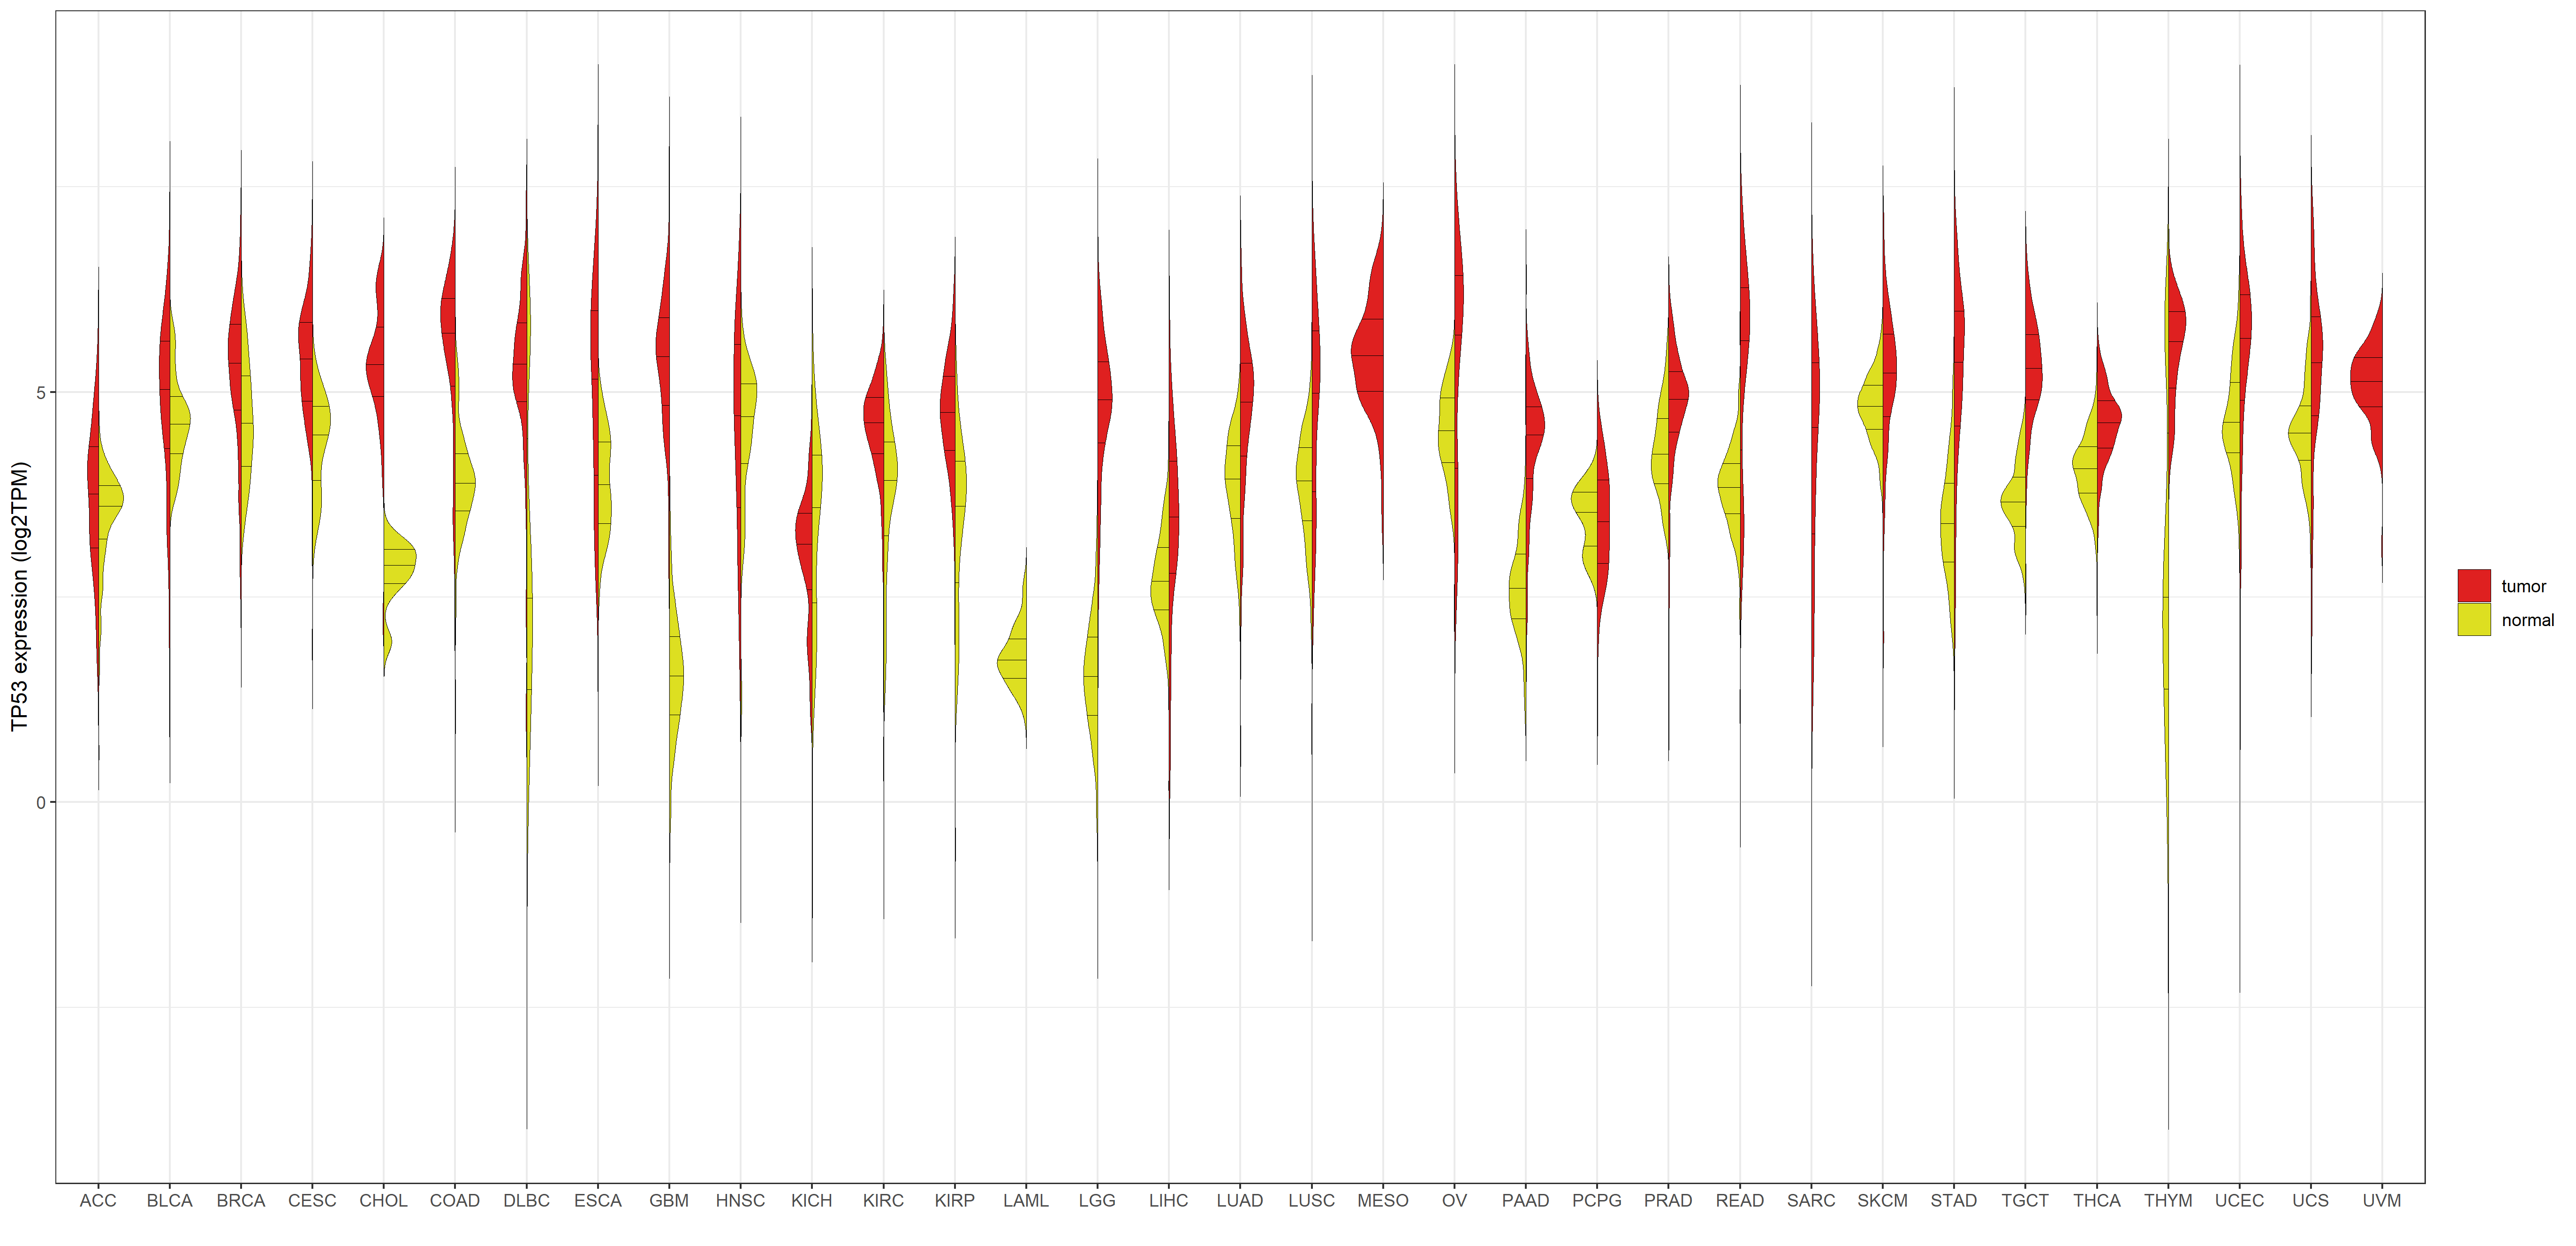 TP53 expression (log2TPM)
5
0
ACC BLCA BRCA CESC CHOL COAD DLBC ESCA GBM HNSC KICH KIRC KIRP LAML LGG LIHC LUAD LUSC MESO OV PAAD PCPG PRAD READ SARC SKCM STAD TGCT THCA THYM UCEC UCS UVM
tumor
normal